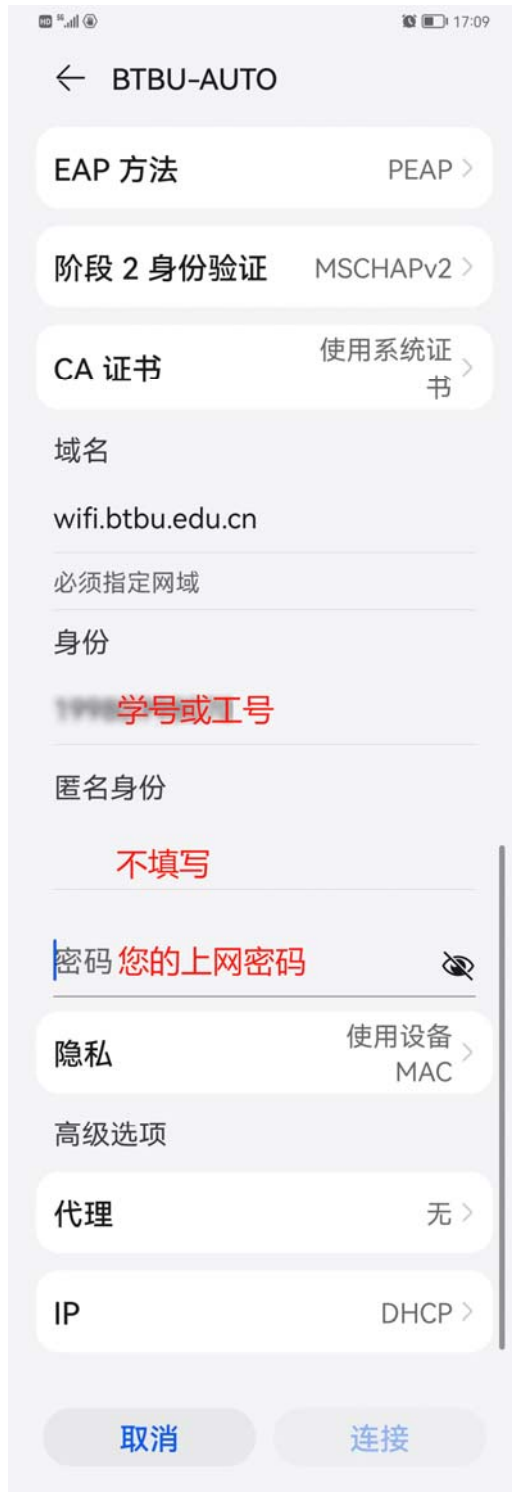 HD 5G 17:09
BTBU-AUTO
EAP 方法 PEAP
阶段 2 身份验证 MSCHAPv2
CA 证书 使用系统证
书
域名
wifi.btbu.edu.cn
必须指定网域
身份
学号或工号
匿名身份
不填写
密码 您的上网密码
隐私 使用设备
MAC
高级选项
代理 无
IP DHCP
取消 连接